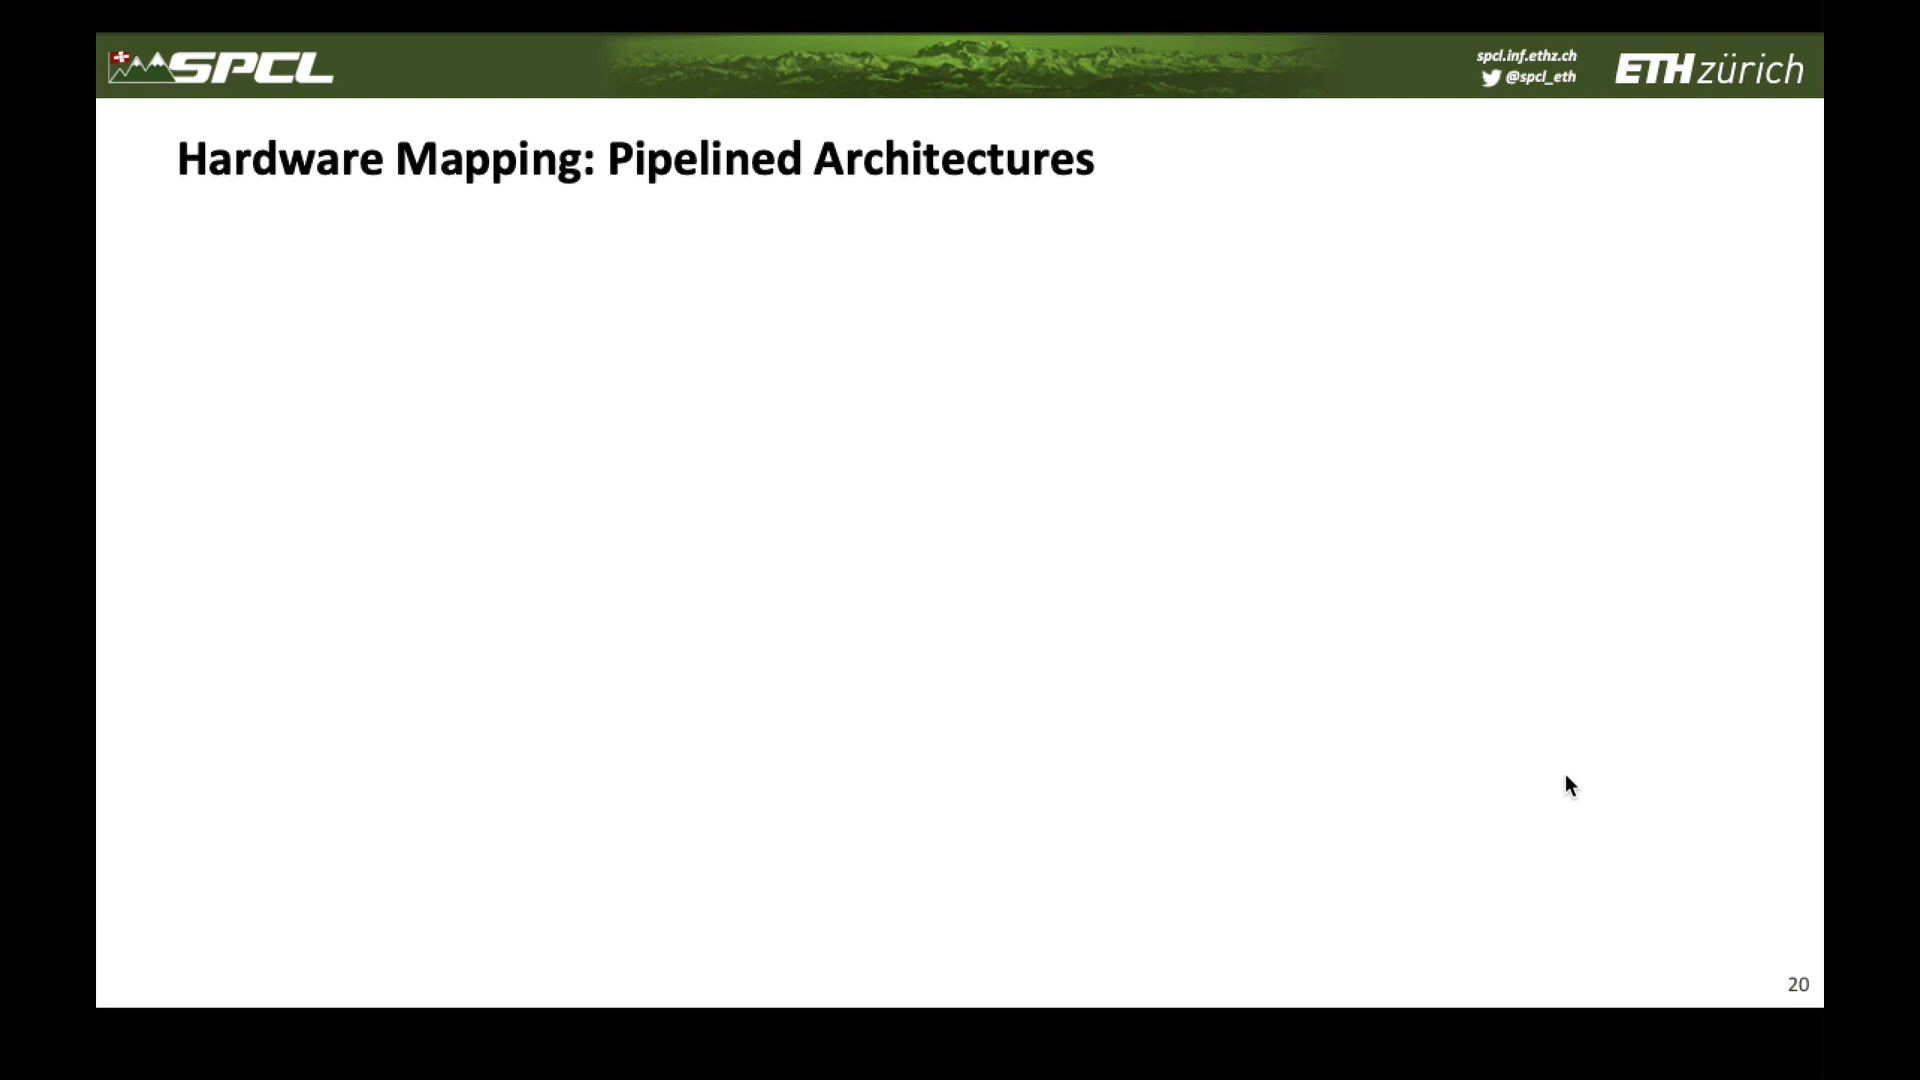 SPCL
spcl.inf.ethz.ch
@spcl_eth
ETH zürich
Hardware Mapping: Pipelined Architectures
20